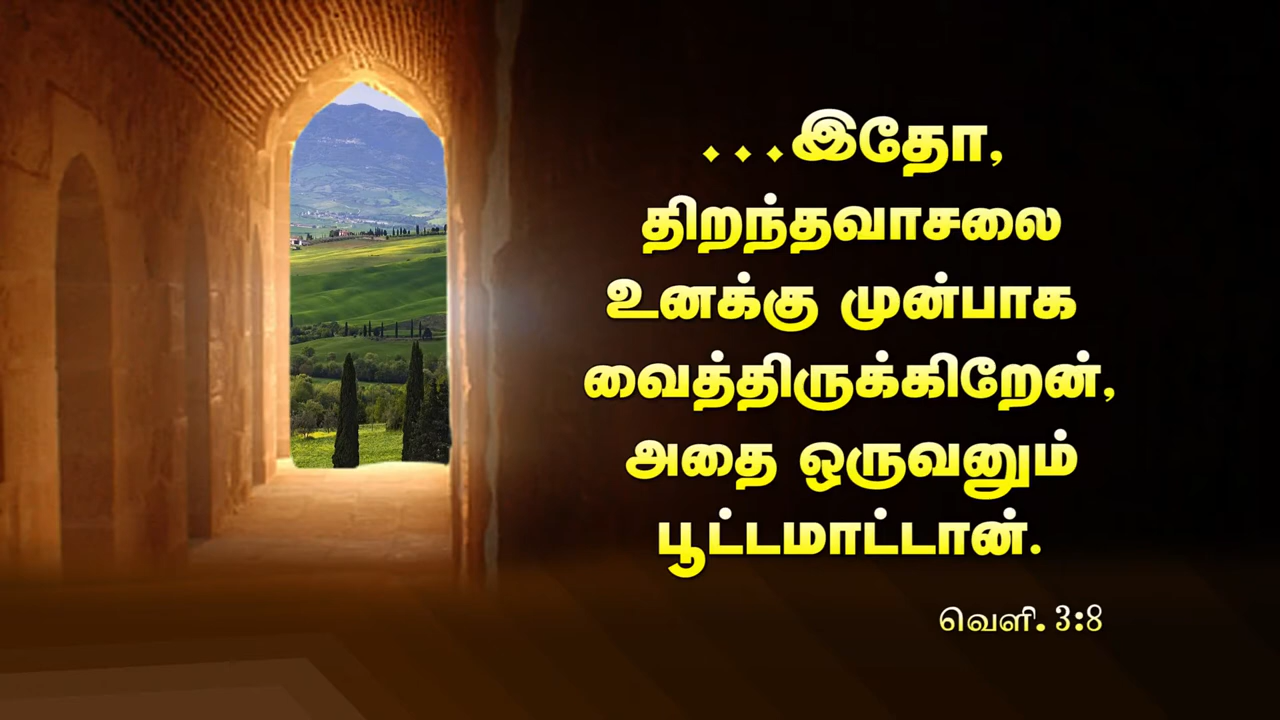 ...இதோ,
திறந்தவாசலை
உனக்கு முன்பாக
வைத்திருக்கிறேன்,
அதை ஒருவனும்
பூட்டமாட்டான்.
வெளி. 3:8